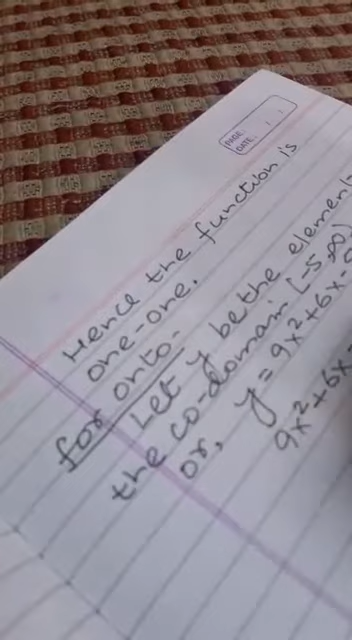 PAGE:
DATE: / /
Hence the function is
one-one.
for onto-
Let y be the element
the co-domain [-5,∞)
or, y = 9x²+6x-5
9x²+6x